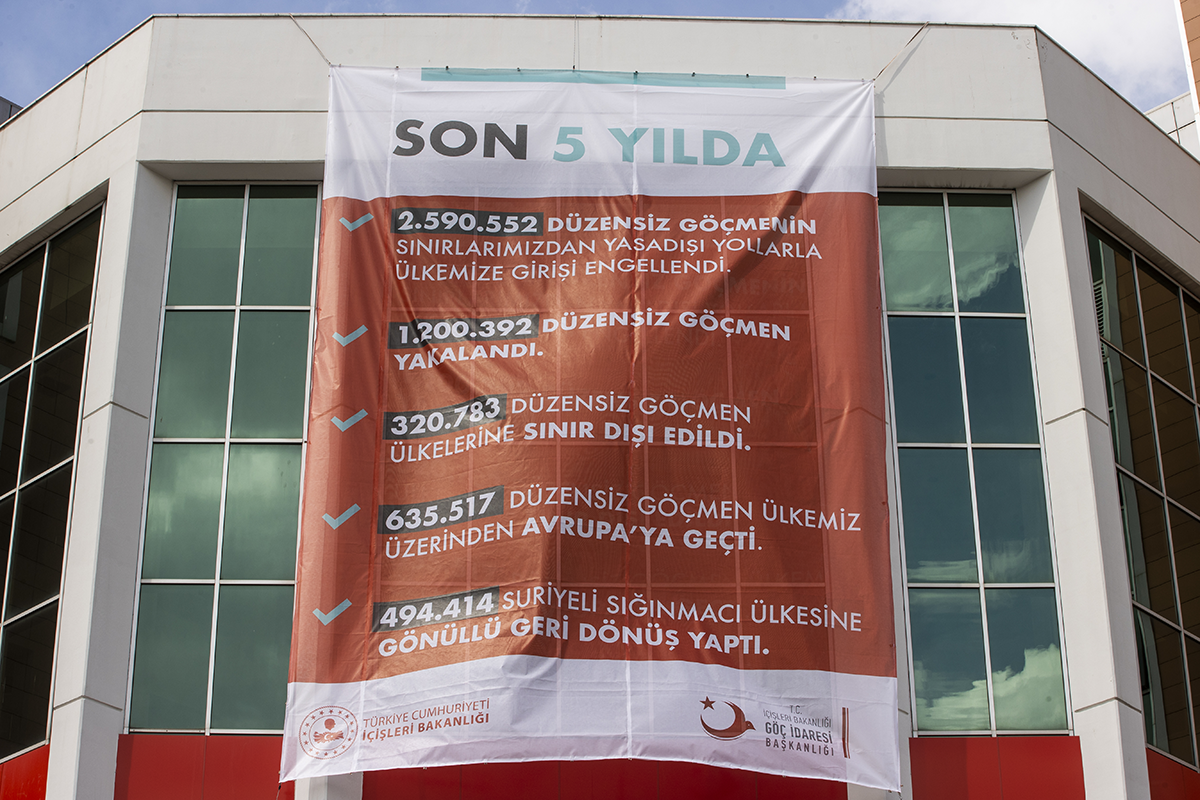 SON 5 YILDA
2.590.552 DÜZENSİZ GÖÇMENİN
SINIRLARIMIZDAN YASADIŞI YOLLARLA
ÜLKEMİZE GİRİŞİ ENGELLENDİ.
1.200.392 DÜZENSİZ GÖÇMEN
YAKALANDI.
320.783 DÜZENSİZ GÖÇMEN
ÜLKELERİNE SINIR DIŞI EDİLDİ.
635.517 DÜZENSİZ GÖÇMEN ÜLKEMİZ
ÜZERİNDEN AVRUPA'YA GEÇTİ.
494.414 SURİYELİ SIĞINMACI ÜLKESİNE
GÖNÜLLÜ GERİ DÖNÜŞ YAPTI.
TÜRKİYE CUMHURİYETİ
İÇİŞLERİ BAKANLIĞI
T.C.
İÇİŞLERİ BAKANLIĞI
GÖÇ İDARESİ
BAŞKANLIĞI